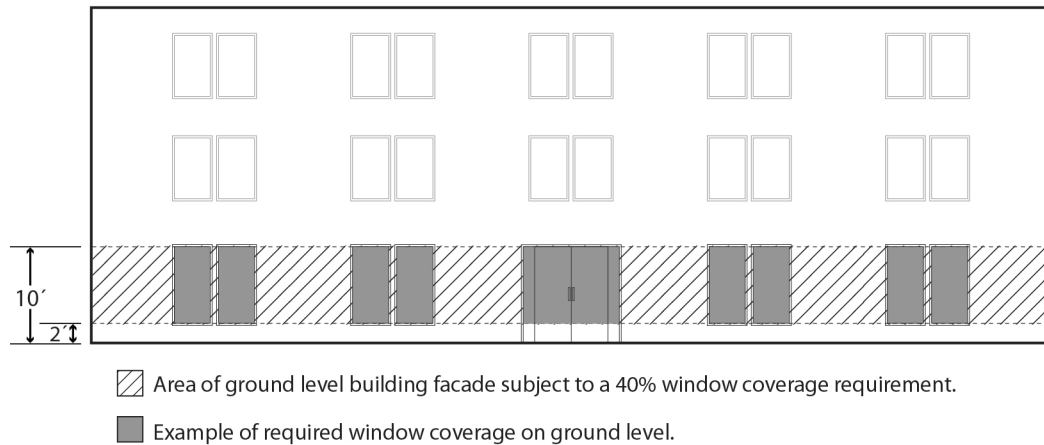 10´
2´
Area of ground level building facade subject to a 40% window coverage requirement.
Example of required window coverage on ground level.